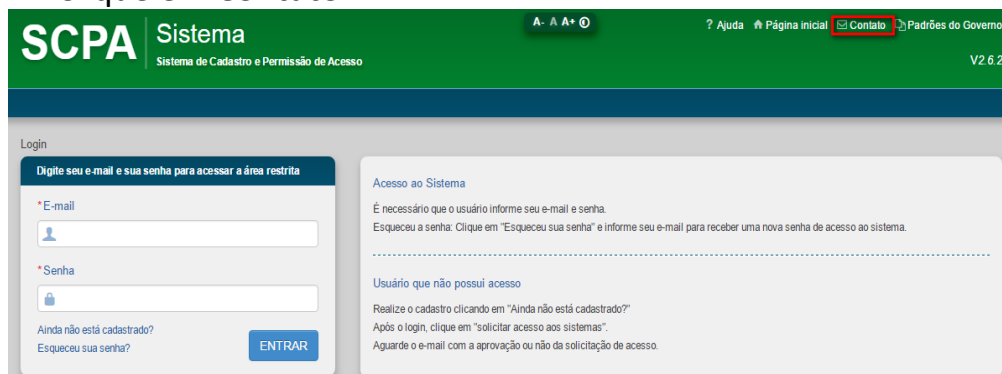 A- A A+
? Ajuda Página inicial Contato Padrões do Governo
SCPA
Sistema
Sistema de Cadastro e Permissão de Acesso
V2.6.2
Login
Digite seu e-mail e sua senha para acessar a área restrita
*E-mail
*Senha
Ainda não está cadastrado?
Esqueceu sua senha?
ENTRAR
Acesso ao Sistema
É necessário que o usuário informe seu e-mail e senha.
Esqueceu a senha: Clique em "Esqueceu sua senha" e informe seu e-mail para receber uma nova senha de acesso ao sistema.
Usuário que não possui acesso
Realize o cadastro clicando em "Ainda não está cadastrado?"
Após o login, clique em "solicitar acesso aos sistemas".
Aguarde o e-mail com a aprovação ou não da solicitação de acesso.